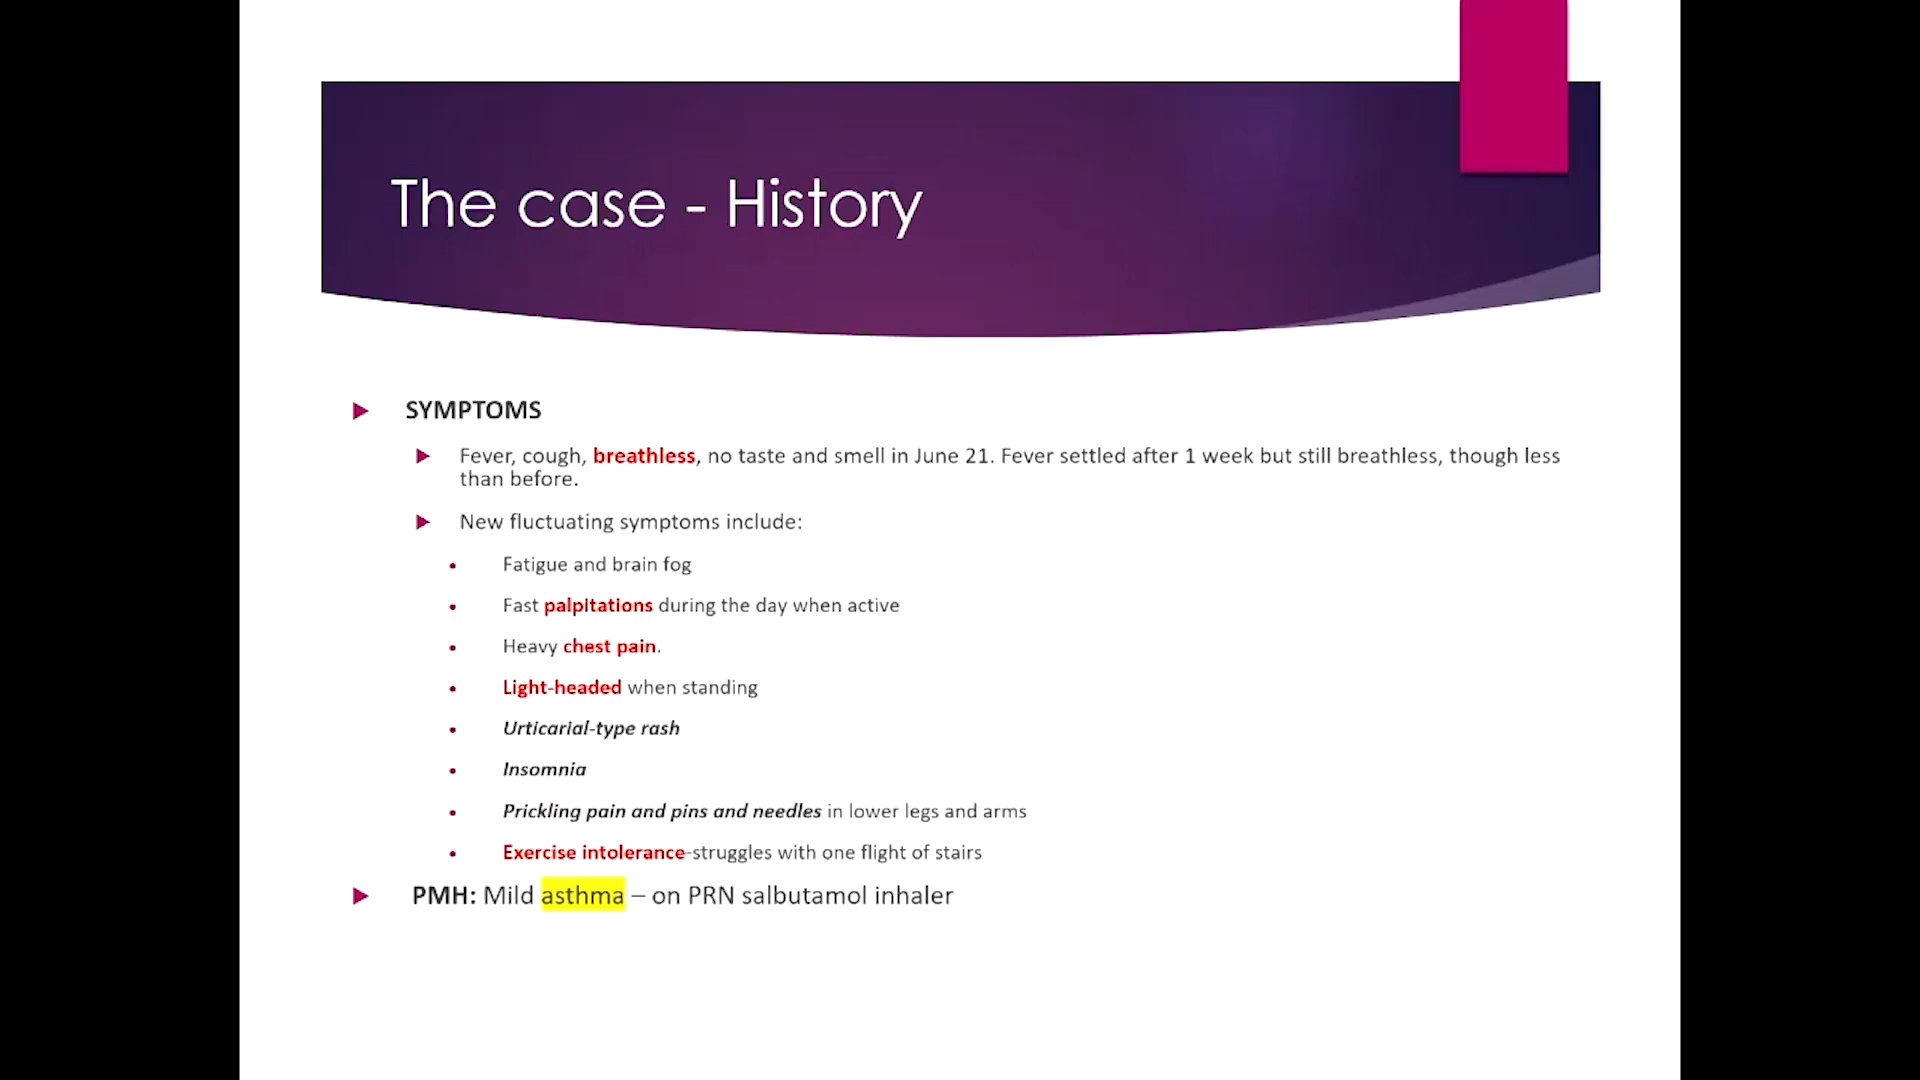 The case - History
SYMPTOMS
Fever, cough, breathless, no taste and smell in June 21. Fever settled after 1 week but still breathless, though less
than before.
New fluctuating symptoms include:
Fatigue and brain fog
Fast palpitations during the day when active
Heavy chest pain.
Light-headed when standing
Urticarial-type rash
Insomnia
Prickling pain and pins and needles in lower legs and arms
Exercise intolerance-struggles with one flight of stairs
PMH: Mild asthma – on PRN salbutamol inhaler